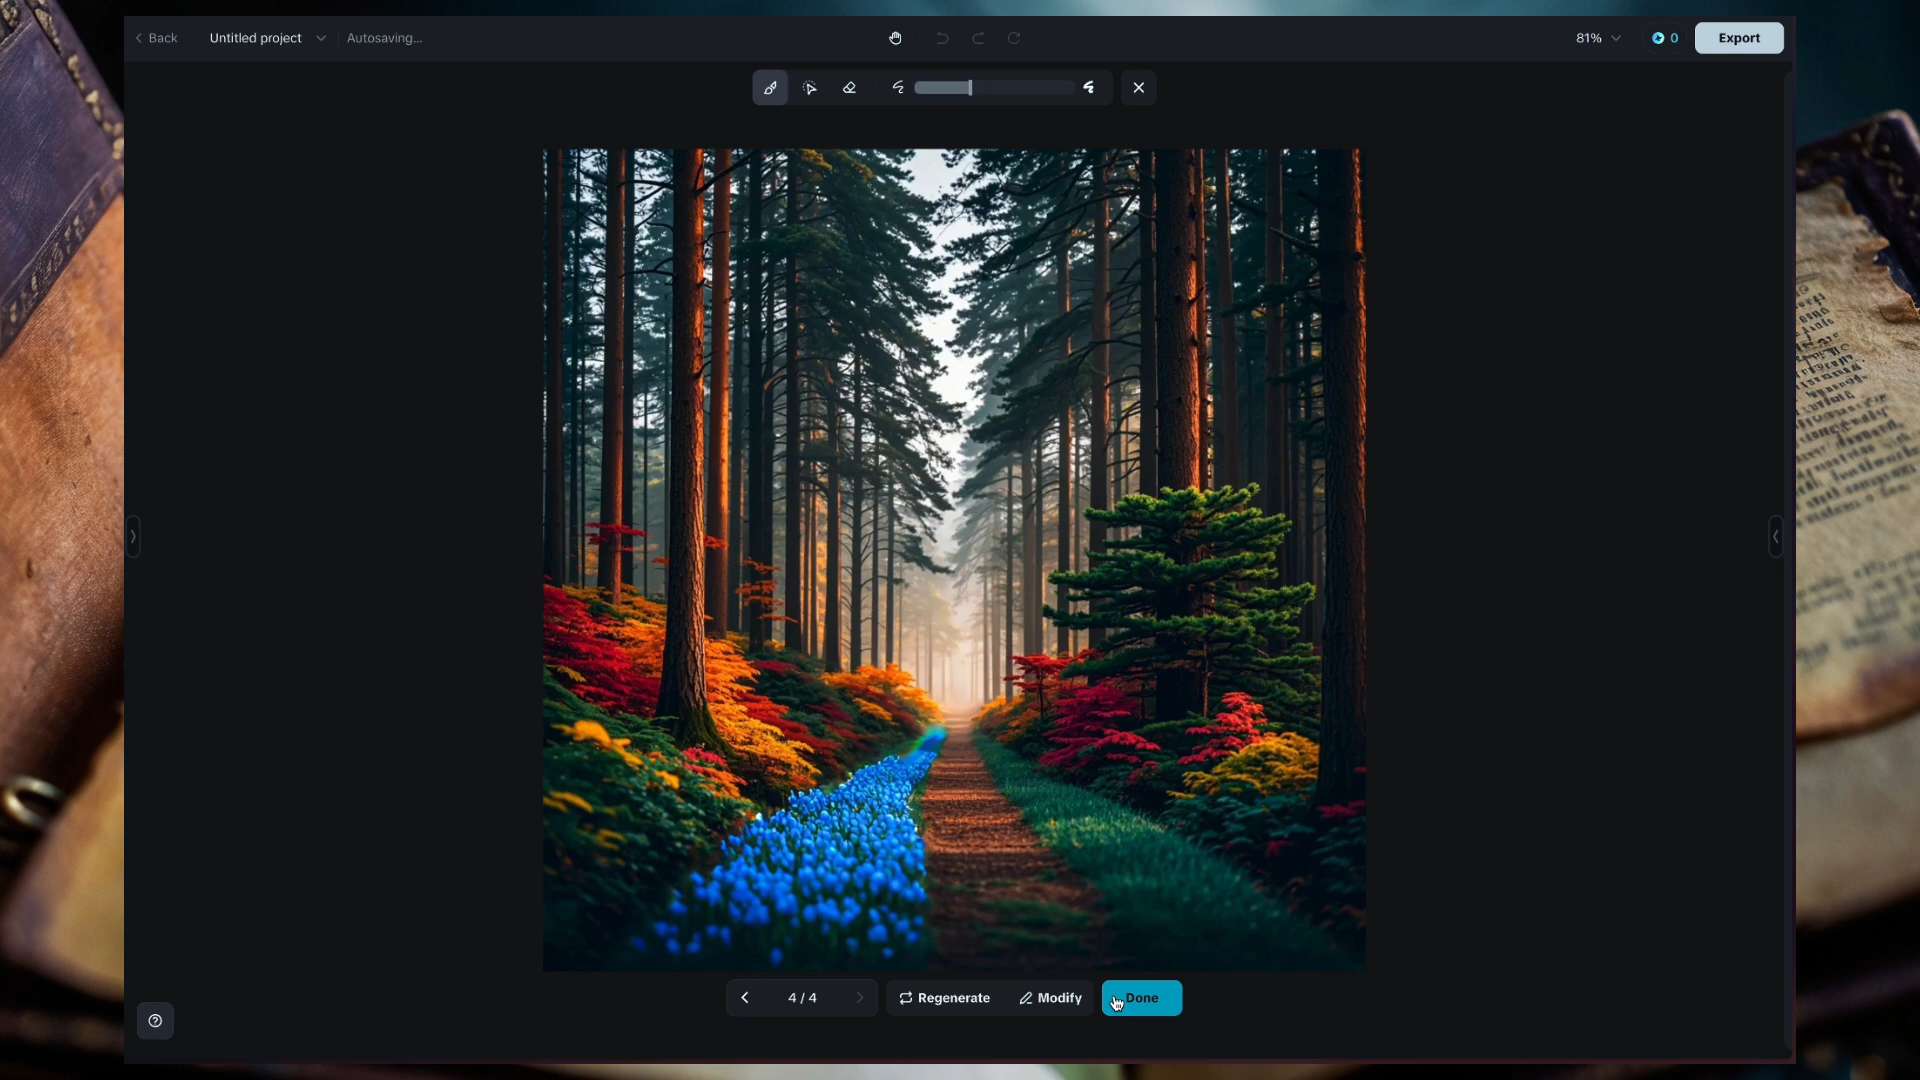 Back
Untitled project
Autosaving...
81%
0
Export
4 / 4
Regenerate
Modify
Done